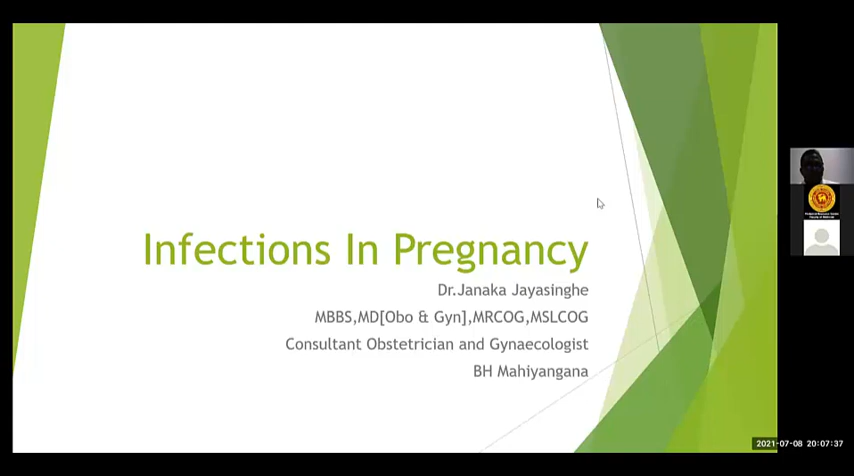 Infections In Pregnancy
Dr.Janaka Jayasinghe
MBBS,MD[Obo & Gyn],MRCOG,MSLCOG
Consultant Obstetrician and Gynaecologist
BH Mahiyangana
2021-07-08 20:07:37